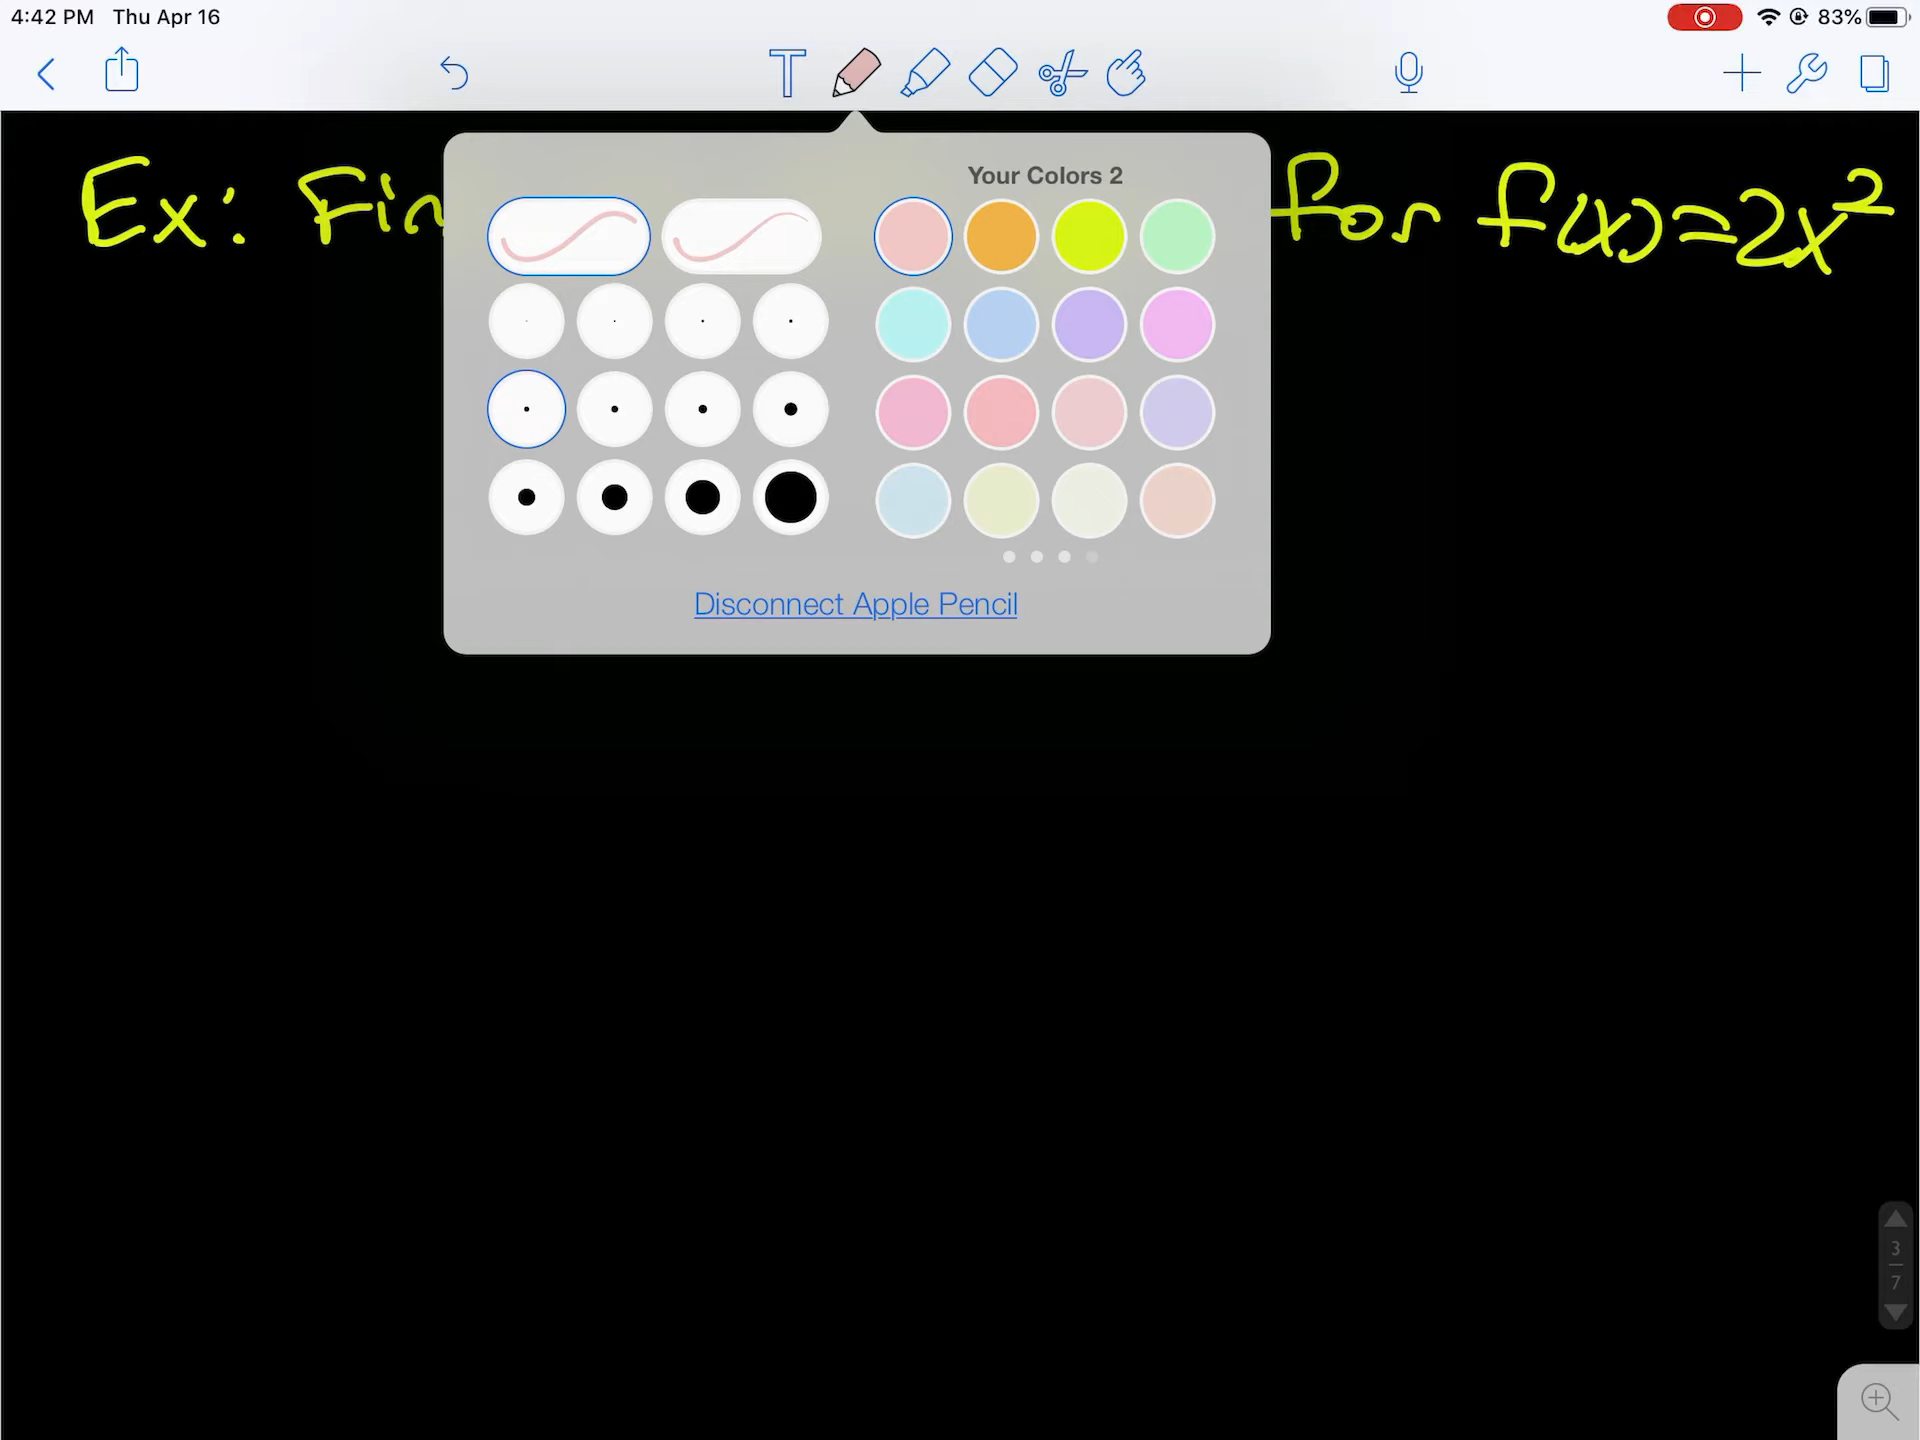 4:42 PM Thu Apr 16 83%
T
Ex: Fin for f(x)=2x²
Your Colors 2
Disconnect Apple Pencil
3
7